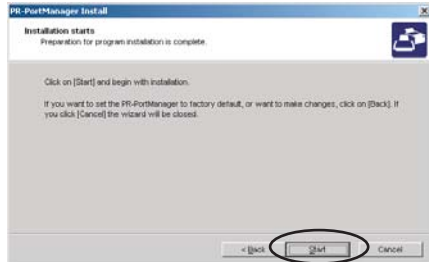 PR-PortManager Install
Installation starts
Preparation for program installation is complete.
Click on [Start] and begin with installation.
If you want to set the PR-PortManager to factory default, or want to make changes, click on [Back]. If
you click [Cancel] the wizard will be closed.
< Back
Start
Cancel